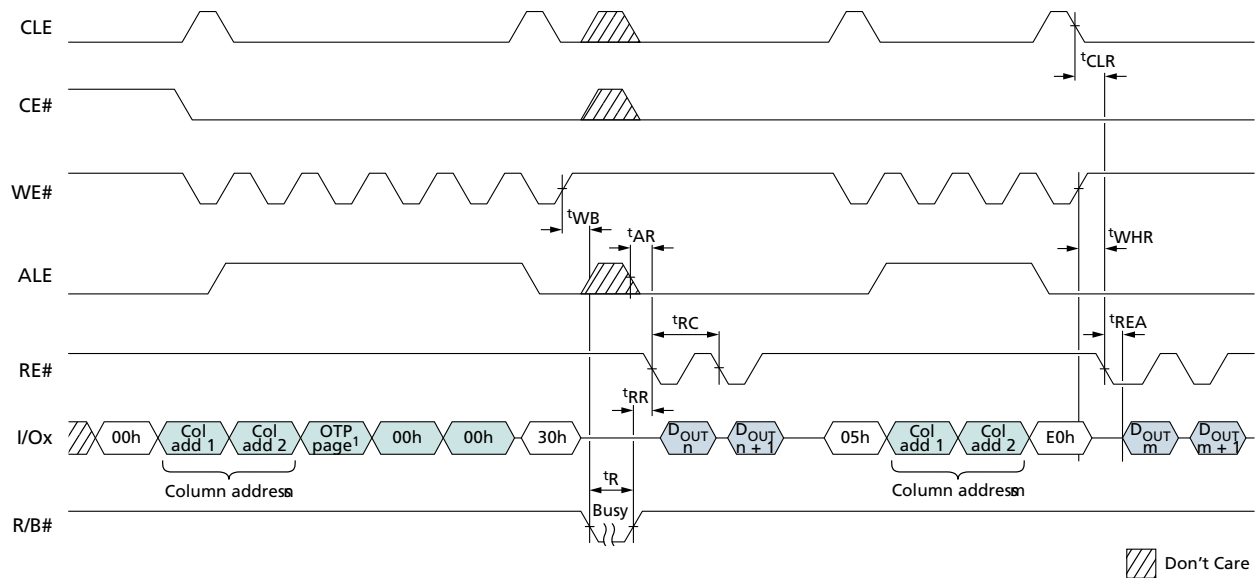 CLE
tCLR
CE#
WE#
tWB
tAR
tWHR
ALE
tRC
tREA
RE#
tRR
I/Ox
00h
Col add 1
Col add 2
OTP page1
00h
00h
30h
DOUT n
DOUT n + 1
05h
Col add 1
Col add 2
E0h
DOUT m
DOUT m + 1
Column address n
tR
Column address m
R/B#
Busy
Don't Care